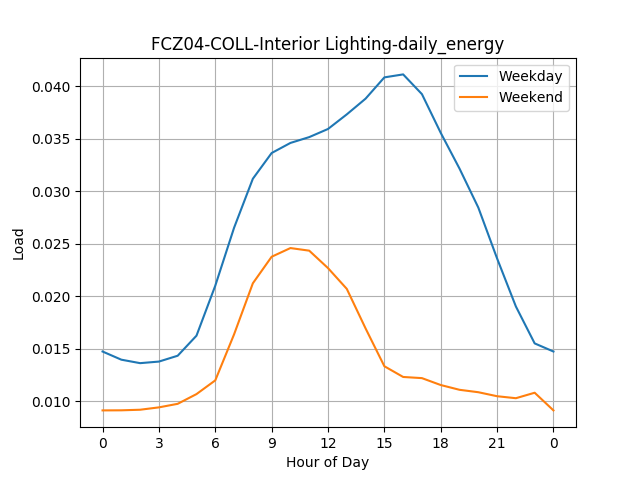 FCZ04-COLL-Interior Lighting-daily_energy
Weekday
Weekend
0.040
0.035
0.030
0.025
0.020
0.015
0.010
Load
0 3 6 9 12 15 18 21 0
Hour of Day